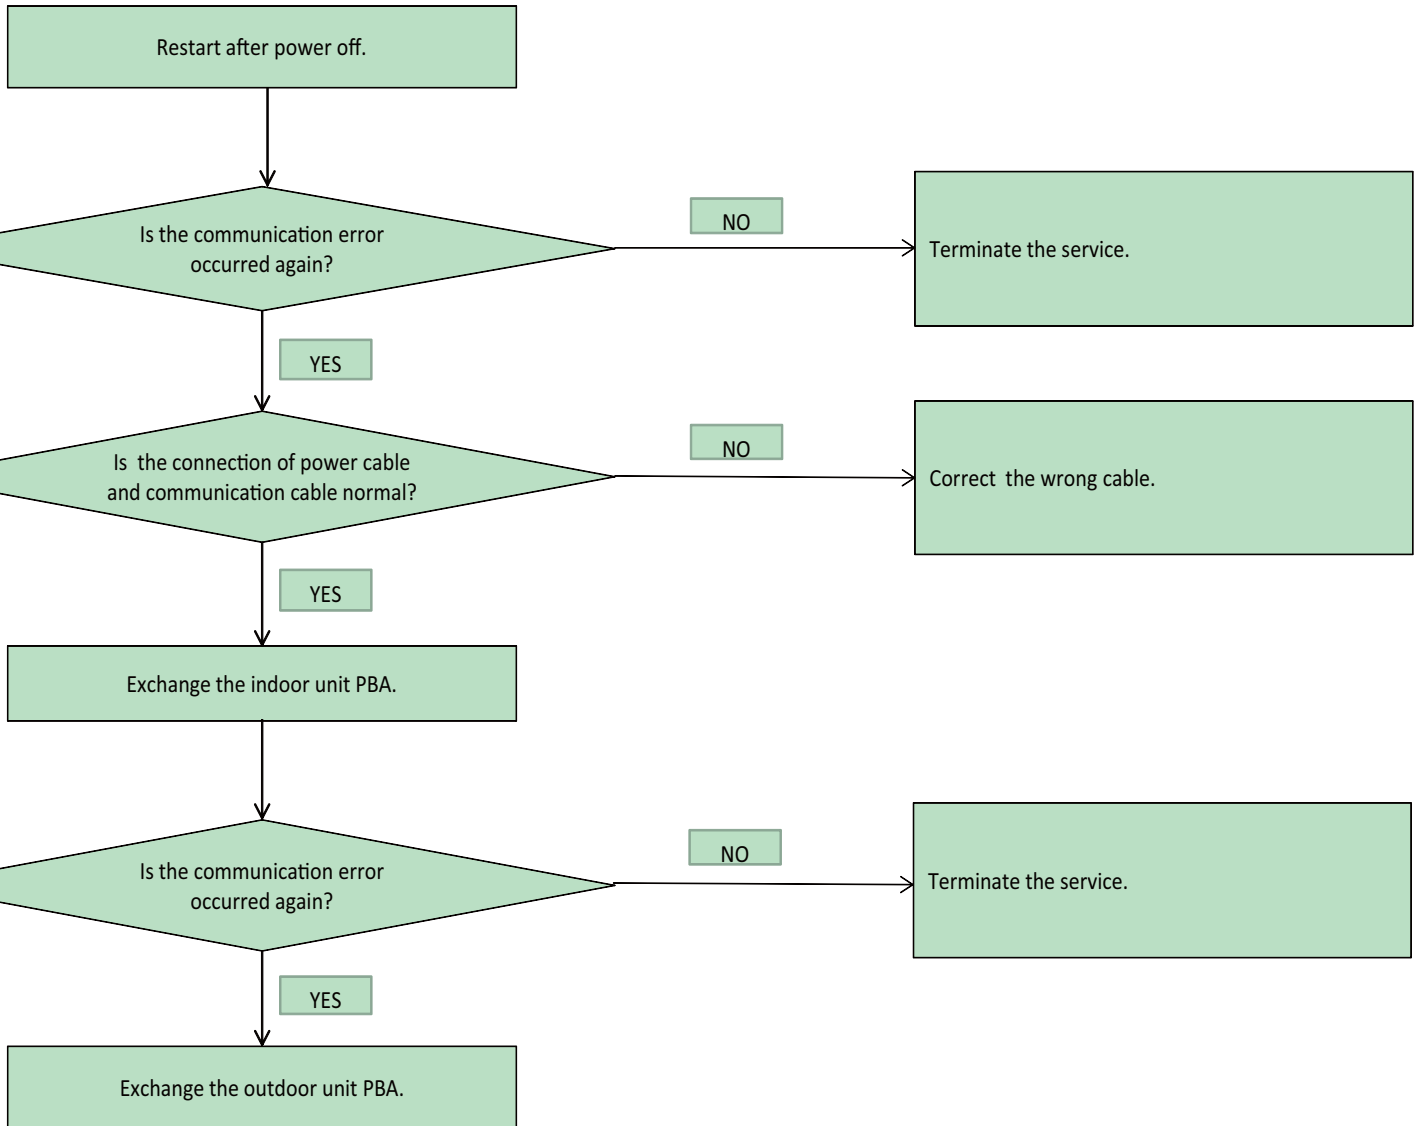 Restart after power off.
Is the communication error
occurred again?
NO
Terminate the service.
YES
Is the connection of power cable
and communication cable normal?
NO
Correct the wrong cable.
YES
Exchange the indoor unit PBA.
Is the communication error
occurred again?
NO
Terminate the service.
YES
Exchange the outdoor unit PBA.